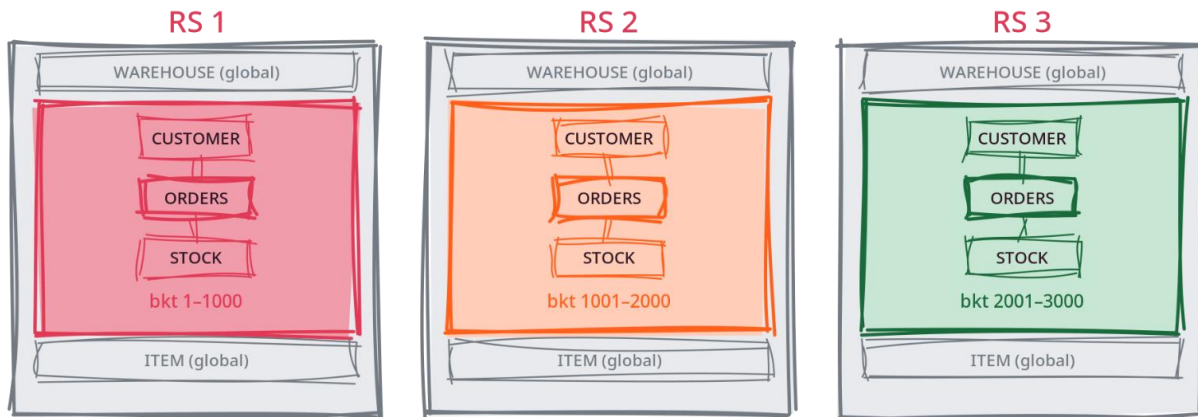 RS 1
WAREHOUSE (global)
CUSTOMER
ORDERS
STOCK
bkt 1–1000
ITEM (global)
RS 2
WAREHOUSE (global)
CUSTOMER
ORDERS
STOCK
bkt 1001–2000
ITEM (global)
RS 3
WAREHOUSE (global)
CUSTOMER
ORDERS
STOCK
bkt 2001–3000
ITEM (global)